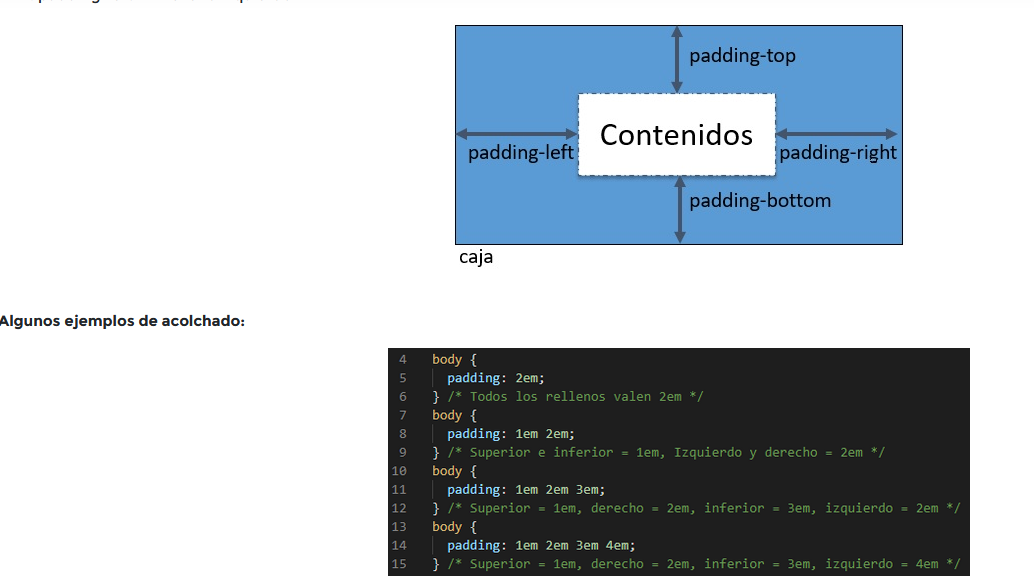 padding-top
Contenidos
padding-left
padding-right
padding-bottom
caja
Algunos ejemplos de acolchado:
4 body {
5 padding: 2em;
6 } /* Todos los rellenos valen 2em */
7 body {
8 padding: 1em 2em;
9 } /* Superior e inferior = 1em, Izquierdo y derecho = 2em */
10 body {
11 padding: 1em 2em 3em;
12 } /* Superior = 1em, derecho = 2em, inferior = 3em, izquierdo = 2em */
13 body {
14 padding: 1em 2em 3em 4em;
15 } /* Superior = 1em, derecho = 2em, inferior = 3em, izquierdo = 4em */